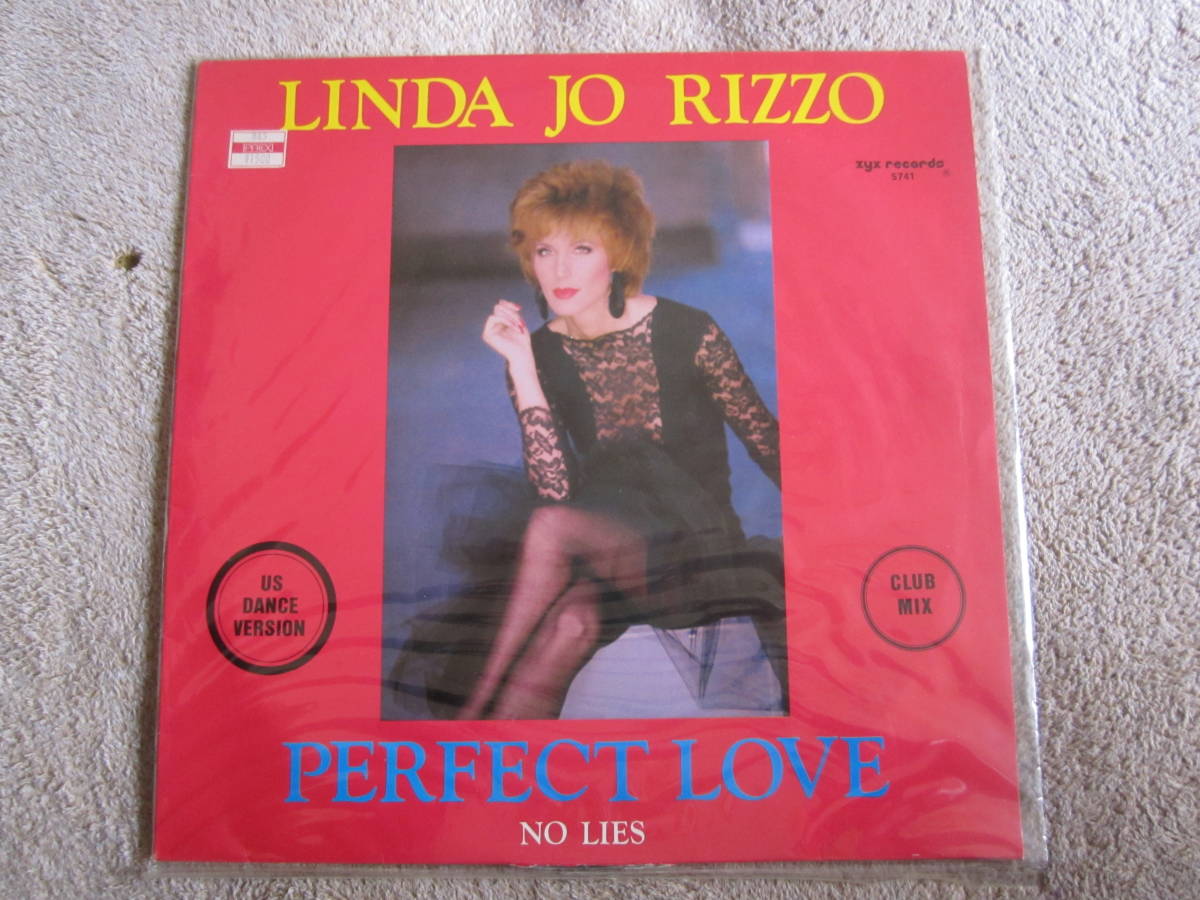 LINDA JO RIZZO
zyx records
5741
US
DANCE
VERSION
CLUB
MIX
PERFECT LOVE
NO LIES